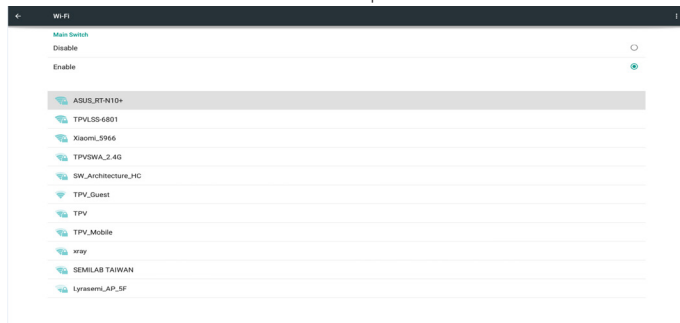 Wi-Fi
Main Switch
Disable
Enable
ASUS_RT-N10+
TPVLSS-6801
Xiaomi_5966
TPVSWA_2.4G
SW_Architecture_HC
TPV_Guest
TPV
TPV_Mobile
xray
SEMILAB TAIWAN
Lyrasemi_AP_5F